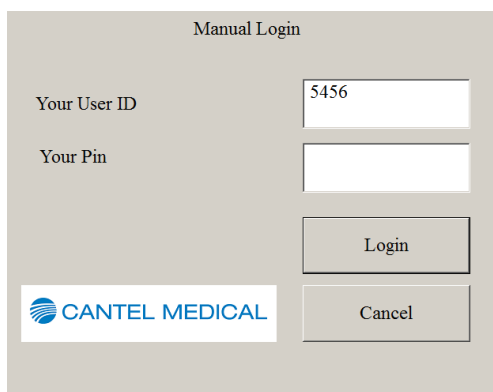 Manual Login
Your User ID
5456
Your Pin
Login
CANTEL MEDICAL
Cancel